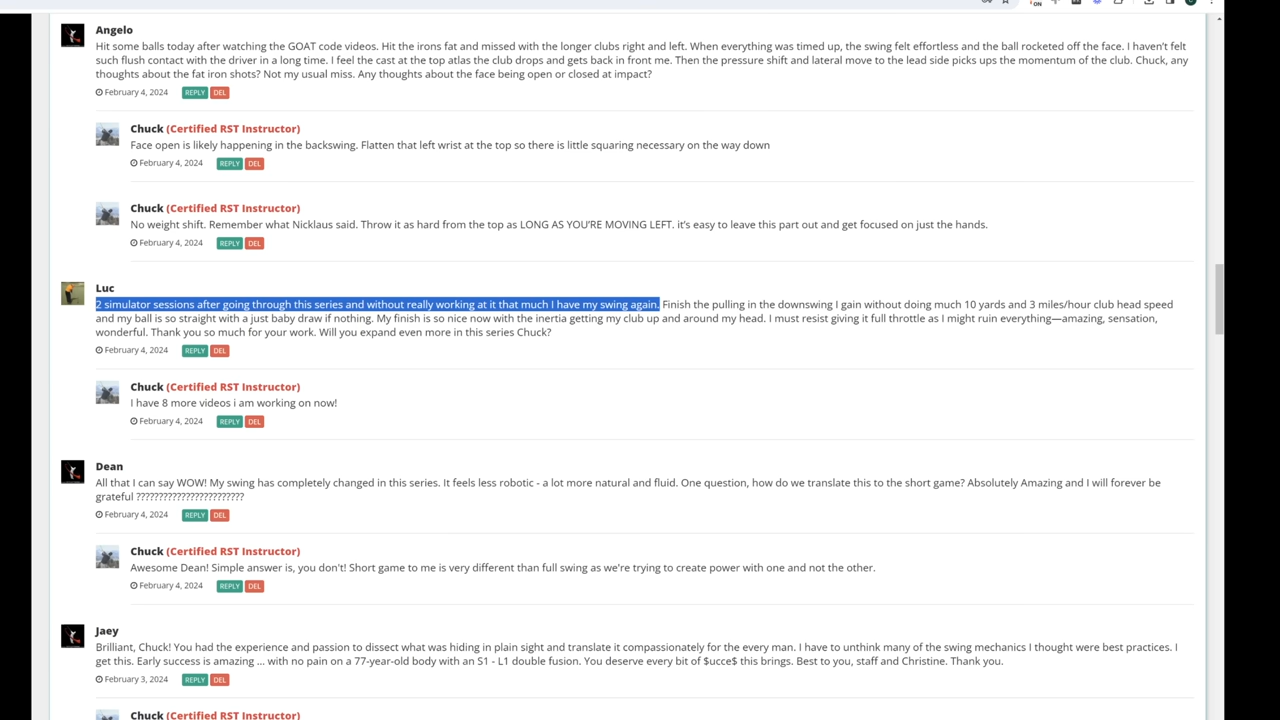 ON
Angelo
Hit some balls today after watching the GOAT code videos. Hit the irons fat and missed with the longer clubs right and left. When everything was timed up, the swing felt effortless and the ball rocketed off the face. I haven't felt
such flush contact with the driver in a long time. I feel the cast at the top atlas the club drops and gets back in front me. Then the pressure shift and lateral move to the lead side picks ups the momentum of the club. Chuck, any
thoughts about the fat iron shots? Not my usual miss. Any thoughts about the face being open or closed at impact?
February 4, 2024 REPLY DEL
Chuck (Certified RST Instructor)
Face open is likely happening in the backswing. Flatten that left wrist at the top so there is little squaring necessary on the way down
February 4, 2024 REPLY DEL
Chuck (Certified RST Instructor)
No weight shift. Remember what Nicklaus said. Throw it as hard from the top as LONG AS YOU'RE MOVING LEFT. it's easy to leave this part out and get focused on just the hands.
February 4, 2024 REPLY DEL
Luc
2 simulator sessions after going through this series and without really working at it that much I have my swing again. Finish the pulling in the downswing I gain without doing much 10 yards and 3 miles/hour club head speed
and my ball is so straight with a just baby draw if nothing. My finish is so nice now with the inertia getting my club up and around my head. I must resist giving it full throttle as I might ruin everything—amazing, sensation,
wonderful. Thank you so much for your work. Will you expand even more in this series Chuck?
February 4, 2024 REPLY DEL
Chuck (Certified RST Instructor)
I have 8 more videos i am working on now!
February 4, 2024 REPLY DEL
Dean
All that I can say WOW! My swing has completely changed in this series. It feels less robotic - a lot more natural and fluid. One question, how do we translate this to the short game? Absolutely Amazing and I will forever be
grateful ????????????????????????
February 4, 2024 REPLY DEL
Chuck (Certified RST Instructor)
Awesome Dean! Simple answer is, you don't! Short game to me is very different than full swing as we're trying to create power with one and not the other.
February 4, 2024 REPLY DEL
Jaey
Brilliant, Chuck! You had the experience and passion to dissect what was hiding in plain sight and translate it compassionately for the every man. I have to unthink many of the swing mechanics I thought were best practices. I
get this. Early success is amazing ... with no pain on a 77-year-old body with an S1 - L1 double fusion. You deserve every bit of $ucce$ this brings. Best to you, staff and Christine. Thank you.
February 3, 2024 REPLY DEL
Chuck (Certified RST Instructor)